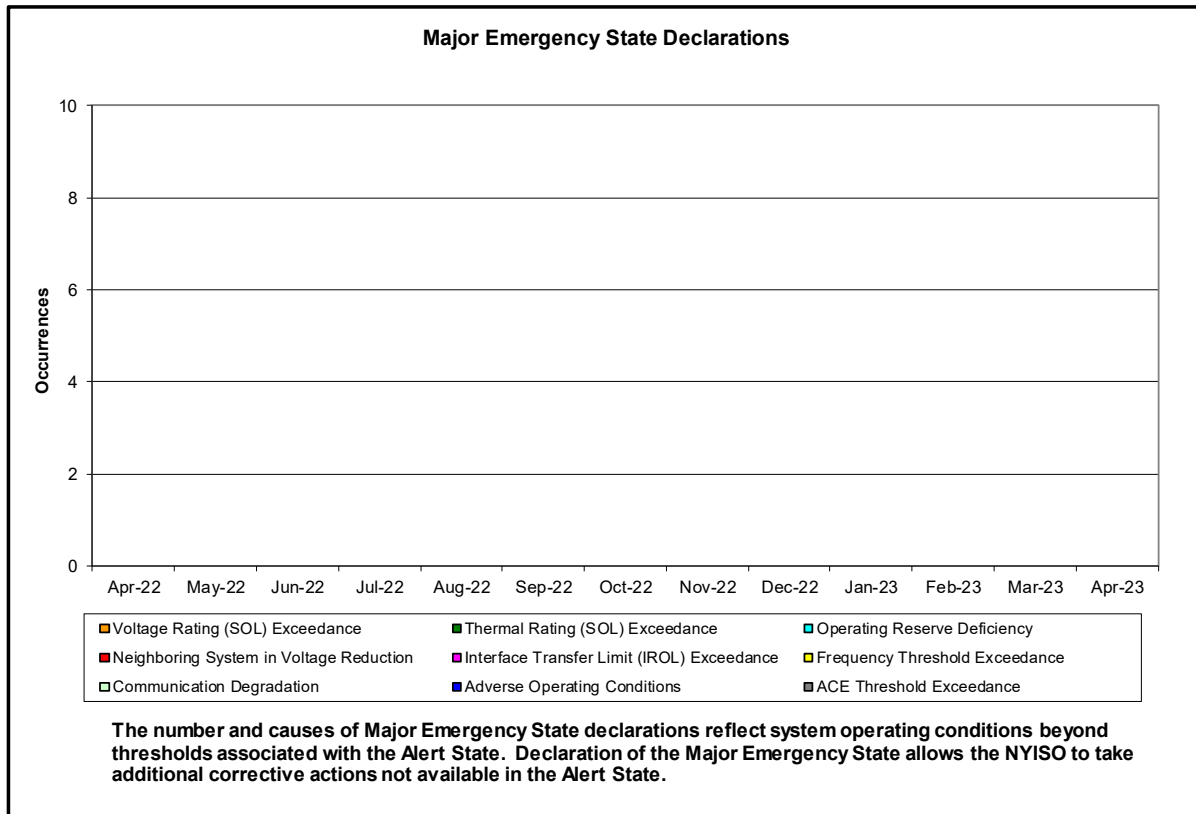 Major Emergency State Declarations
10
8
6
4
2
0
Occurrences
Apr-22 May-22 Jun-22 Jul-22 Aug-22 Sep-22 Oct-22 Nov-22 Dec-22 Jan-23 Feb-23 Mar-23 Apr-23
Voltage Rating (SOL) Exceedance Thermal Rating (SOL) Exceedance Operating Reserve Deficiency
Neighboring System in Voltage Reduction Interface Transfer Limit (IROL) Exceedance Frequency Threshold Exceedance
Communication Degradation Adverse Operating Conditions ACE Threshold Exceedance
The number and causes of Major Emergency State declarations reflect system operating conditions beyond
thresholds associated with the Alert State. Declaration of the Major Emergency State allows the NYISO to take
additional corrective actions not available in the Alert State.